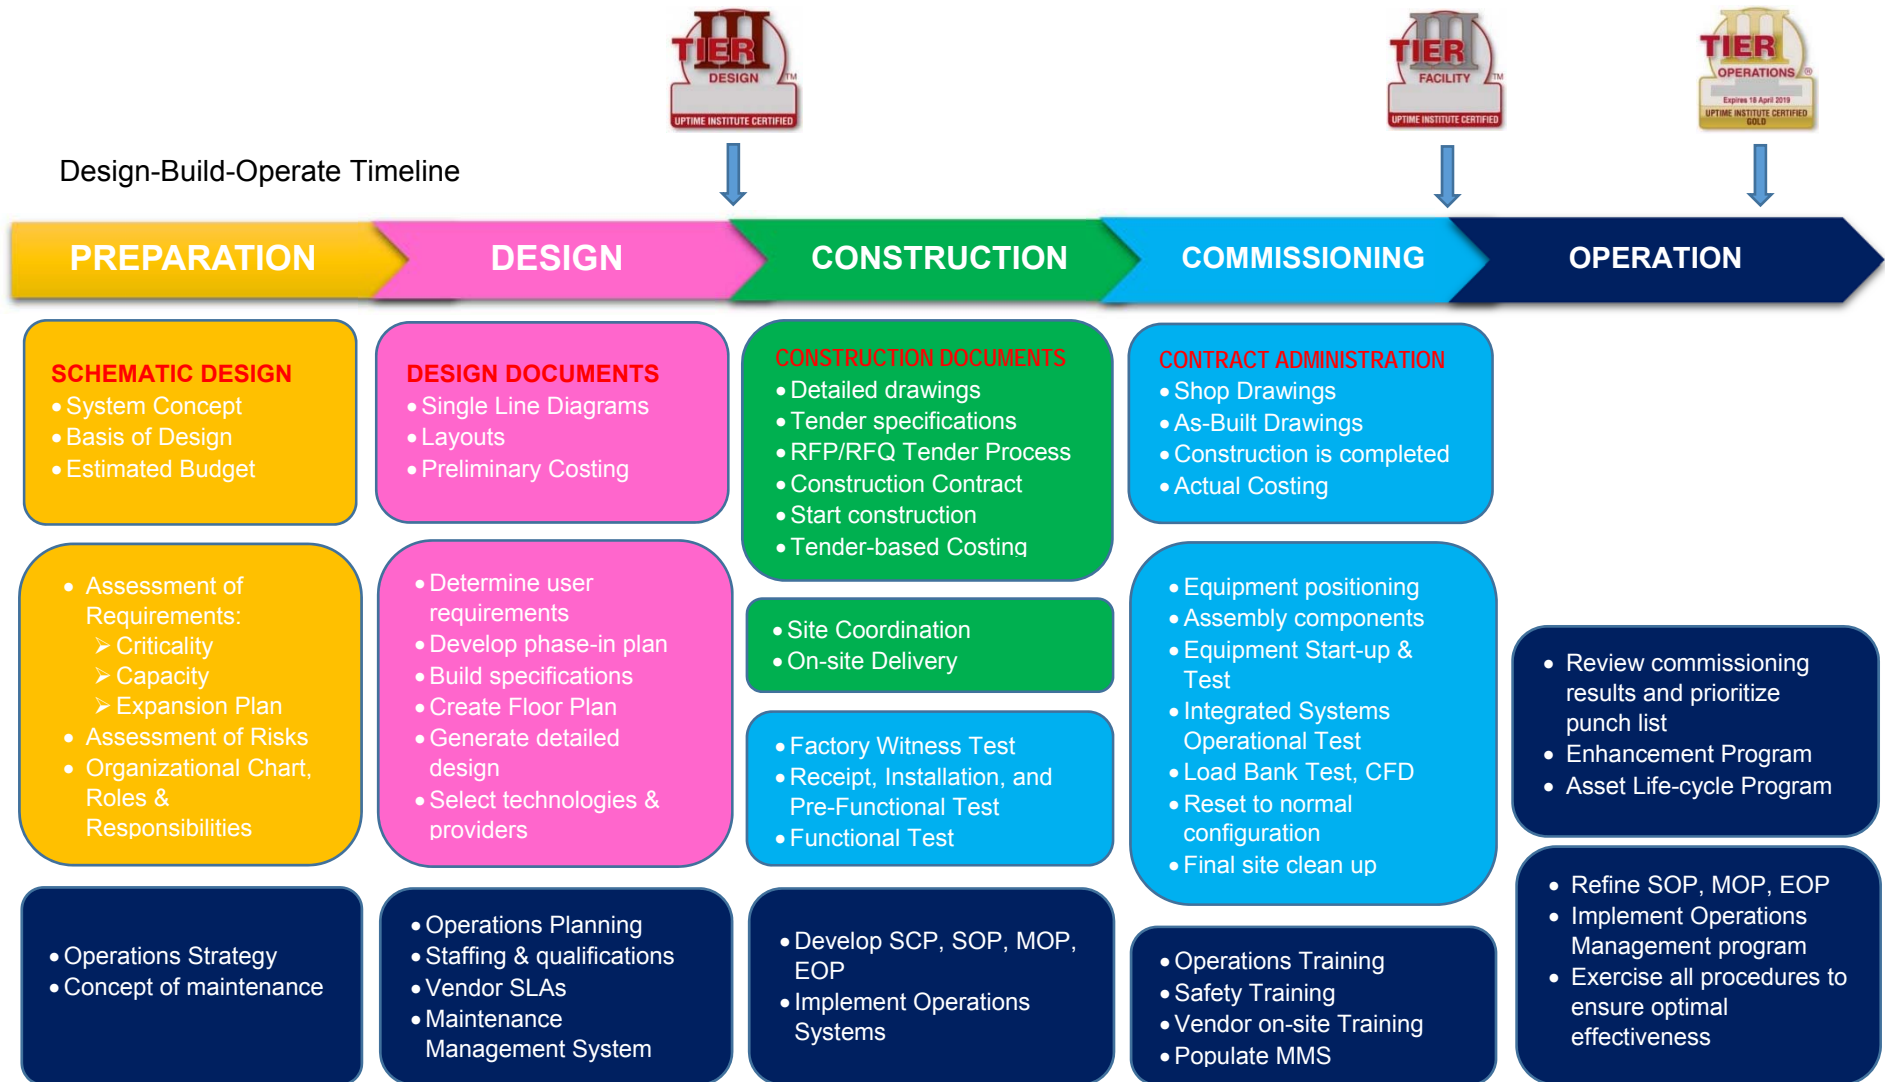 III
TIER
DESIGN
TM
UPTIME INSTITUTE CERTIFIED
III
TIER
FACILITY
TM
UPTIME INSTITUTE CERTIFIED
III
TIER
OPERATIONS
®
Expires 18 April 2019
UPTIME INSTITUTE CERTIFIED
GOLD
Design-Build-Operate Timeline
PREPARATION
DESIGN
CONSTRUCTION
COMMISSIONING
OPERATION
SCHEMATIC DESIGN
• System Concept
• Basis of Design
• Estimated Budget
DESIGN DOCUMENTS
• Single Line Diagrams
• Layouts
• Preliminary Costing
CONSTRUCTION DOCUMENTS
• Detailed drawings
• Tender specifications
• RFP/RFQ Tender Process
• Construction Contract
• Start construction
• Tender-based Costing
CONTRACT ADMINISTRATION
• Shop Drawings
• As-Built Drawings
• Construction is completed
• Actual Costing
• Assessment of
Requirements:
➢ Criticality
➢ Capacity
➢ Expansion Plan
• Assessment of Risks
• Organizational Chart,
Roles &
Responsibilities
• Determine user
requirements
• Develop phase-in plan
• Build specifications
• Create Floor Plan
• Generate detailed
design
• Select technologies &
providers
• Site Coordination
• On-site Delivery
• Factory Witness Test
• Receipt, Installation, and
Pre-Functional Test
• Functional Test
• Equipment positioning
• Assembly components
• Equipment Start-up &
Test
• Integrated Systems
Operational Test
• Load Bank Test, CFD
• Reset to normal
configuration
• Final site clean up
• Review commissioning
results and prioritize
punch list
• Enhancement Program
• Asset Life-cycle Program
• Operations Strategy
• Concept of maintenance
• Operations Planning
• Staffing & qualifications
• Vendor SLAs
• Maintenance
Management System
• Develop SCP, SOP, MOP,
EOP
• Implement Operations
Systems
• Operations Training
• Safety Training
• Vendor on-site Training
• Populate MMS
• Refine SOP, MOP, EOP
• Implement Operations
Management program
• Exercise all procedures to
ensure optimal
effectiveness